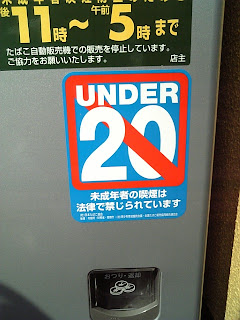 後11時〜午前5時まで
たばこ自動販売機での販売を停止しています。
ご協力をお願いいたします。
店主
UNDER
20
未成年者の喫煙は
法律で禁じられています
おつり・返却